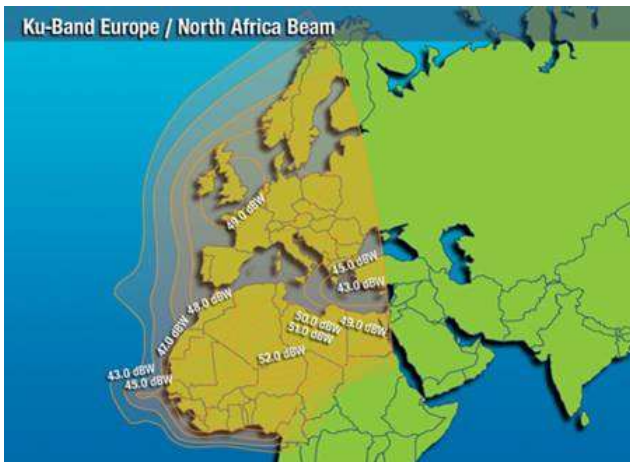 Ku-Band Europe / North Africa Beam
49.0 dBW
45.0 dBW
43.0 dBW
48.0 dBW
50.0 dBW
49.0 dBW
51.0 dBW
47.0 dBW
52.0 dBW
43.0 dBW
45.0 dBW